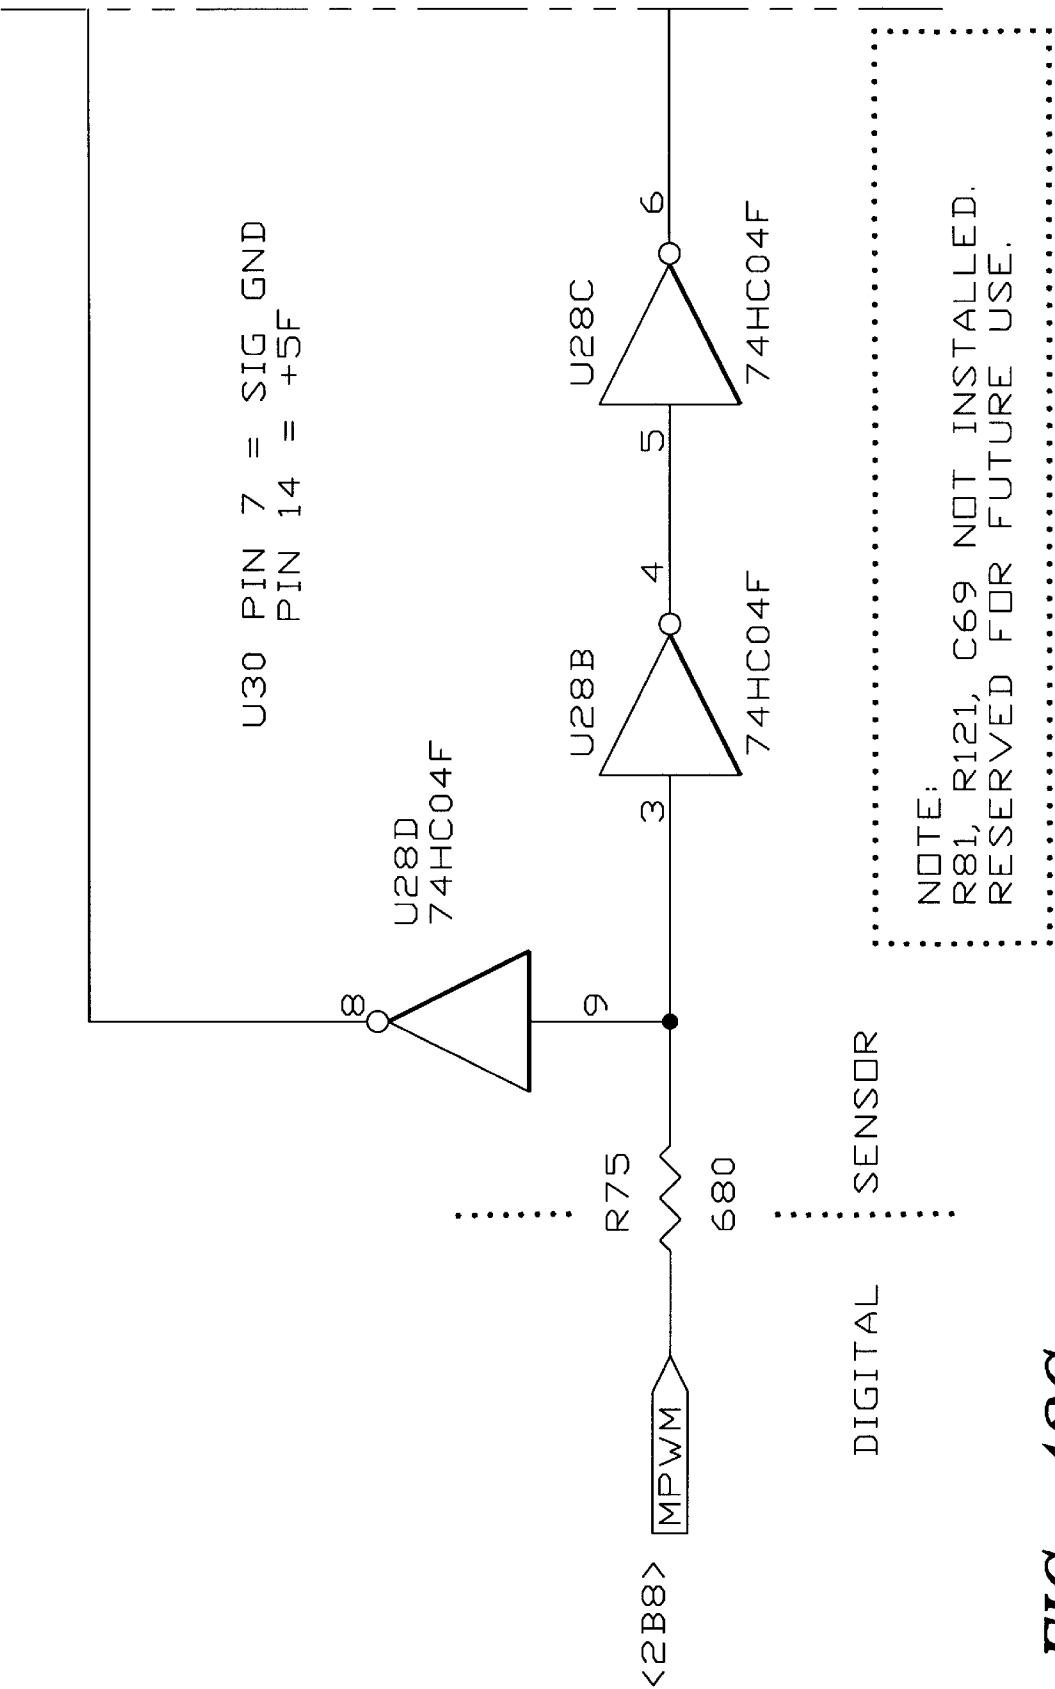 U30 PIN 7 = SIG GND
PIN 14 = +5F
U28D
74HC04F
8
9
<2B8>
MPWM
R75
680
3
U28B
74HC04F
4
5
U28C
74HC04F
6
DIGITAL
SENSOR
NOTE:
R81, R121, C69 NOT INSTALLED.
RESERVED FOR FUTURE USE.